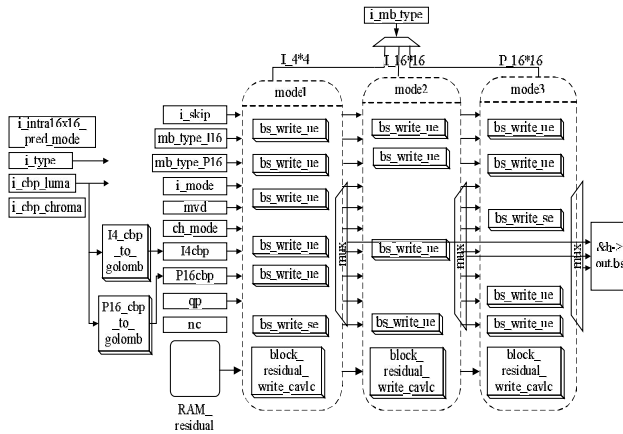 i_mb_type
I_4*4
I_16*16
P_16*16
mode1
mode2
mode3
i_intra16x16_
pred_mode
i_type
i_cbp_luma
i_cbp_chroma
I4_cbp
_to_
golomb
P16_cbp
_to_
golomb
i_skip
mb_type_I16
mb_type_P16
i_mode
mvd
ch_mode
I4cbp
P16cbp
qp
nc
RAM_
residual
bs_write_ue
bs_write_ue
bs_write_ue
bs_write_ue
bs_write_ue
bs_write_se
block_
residual_
write_cavlc
mux
bs_write_ue
bs_write_ue
bs_write_ue
bs_write_ue
block_
residual_
write_cavlc
mux
bs_write_ue
bs_write_ue
bs_write_se
bs_write_ue
bs_write_ue
block_
residual_
write_cavlc
mux
&h->
out.bs